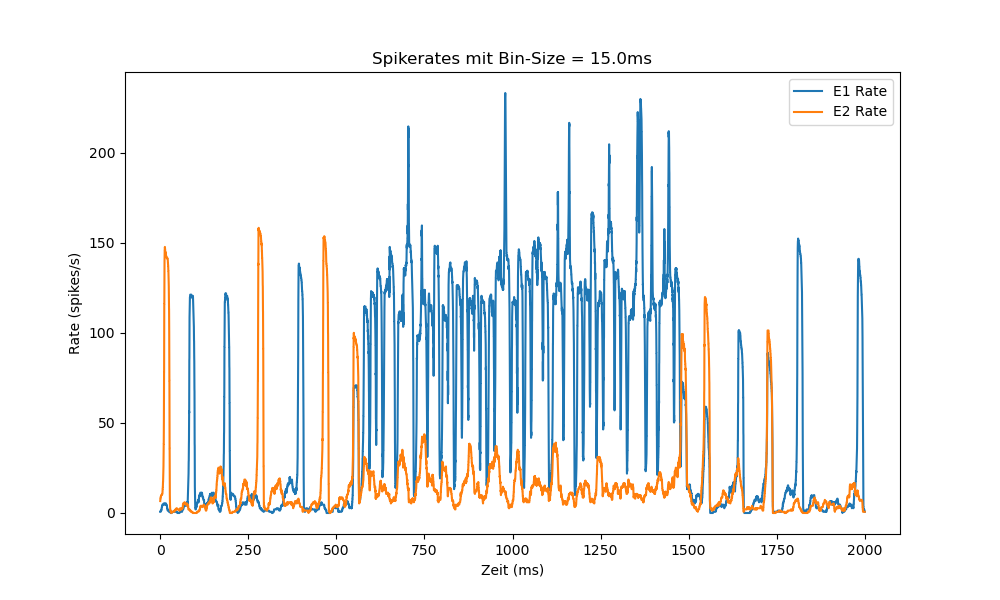 Spikerates mit Bin-Size = 15.0ms
E1 Rate
E2 Rate
Rate (spikes/s)
200
150
100
50
0
0 250 500 750 1000 1250 1500 1750 2000
Zeit (ms)